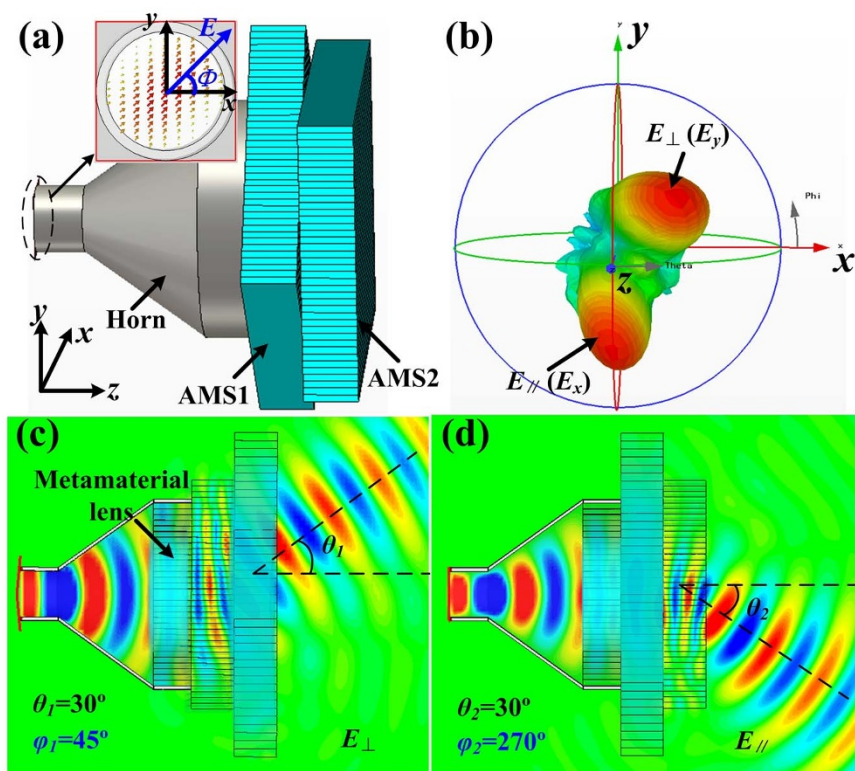 (a)
y
E
Φ
x
Horn
y
x
z
AMS1
AMS2
(b)
y
y
E⊥ (Ey)
Phi
x
x
Theta
z
E∥ (Ex)
(c)
Metamaterial
lens
θ1
θ1=30º
φ1=45º
E⊥
(d)
θ2
θ2=30º
φ2=270º
E∥